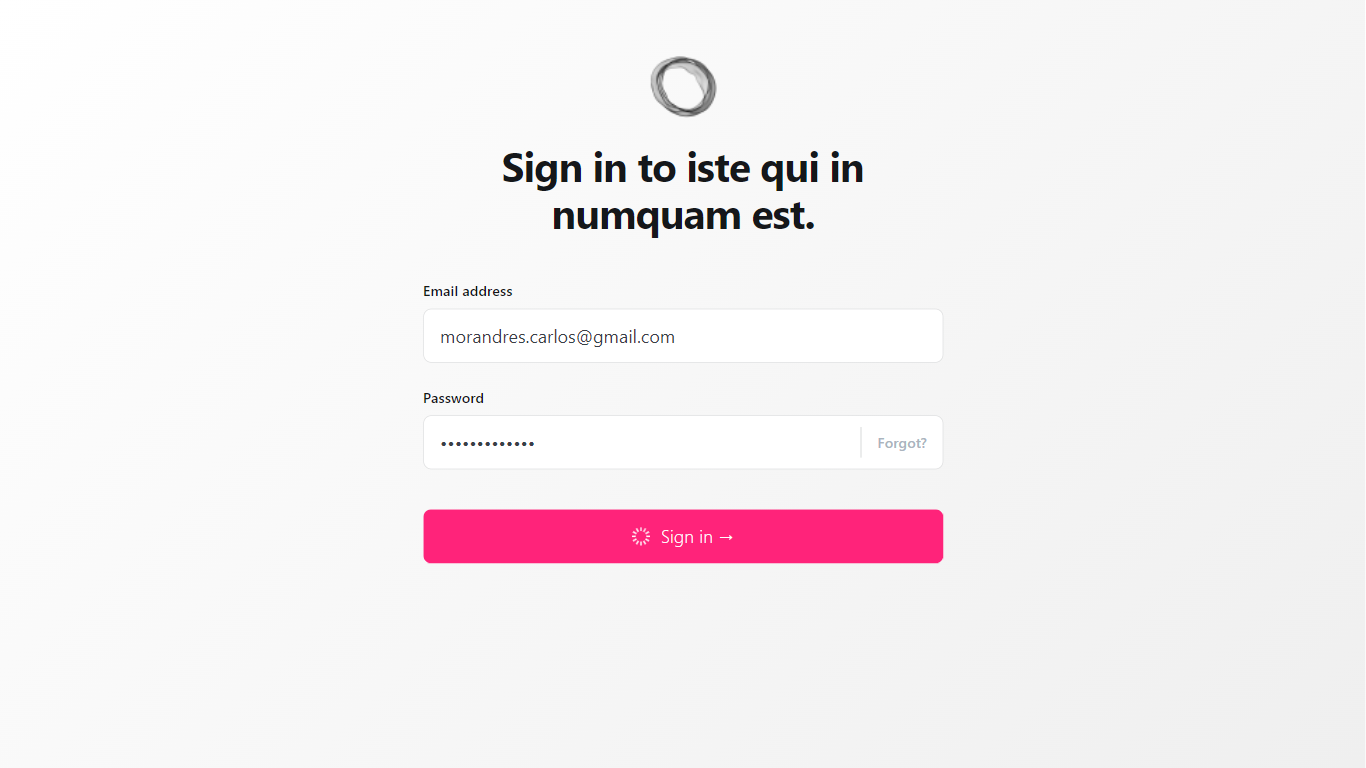 Sign in to iste qui in
numquam est.
Email address
morandres.carlos@gmail.com
Password
•••••••••••••
Forgot?
Sign in →